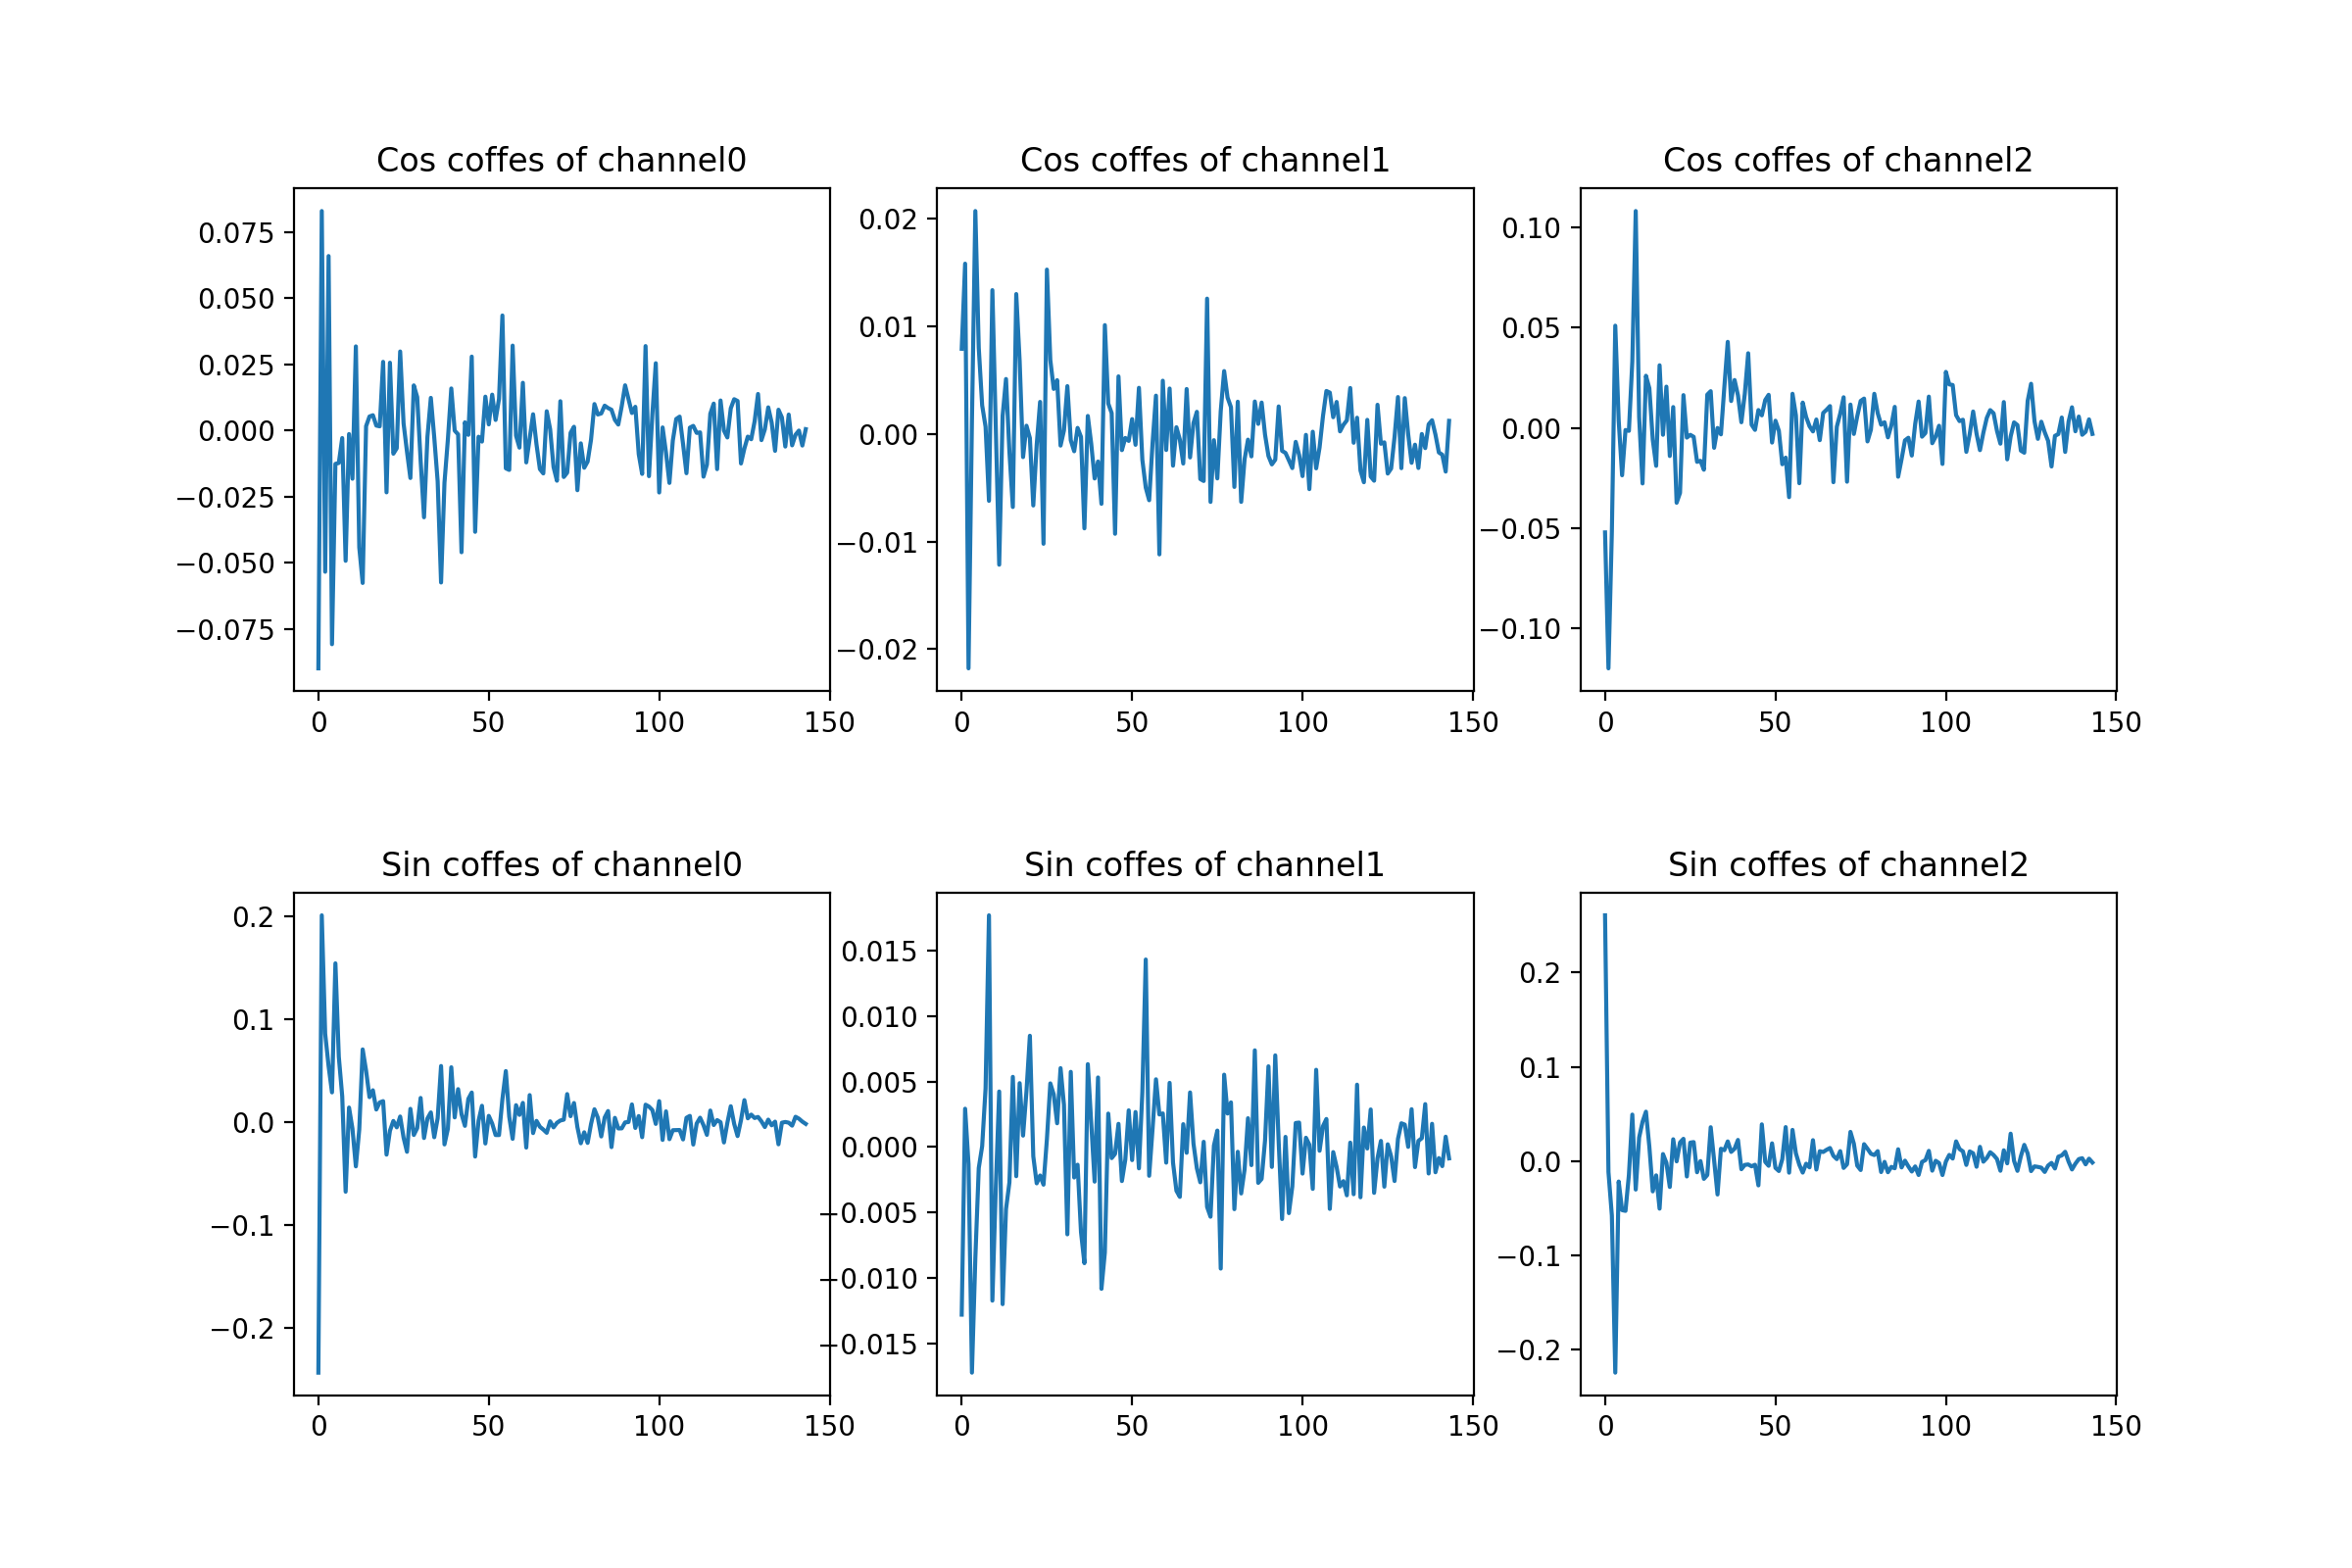 Cos coffes of channel0
0.075
0.050
0.025
0.000
−0.025
−0.050
−0.075
0 50 100 150
Cos coffes of channel1
0.02
0.01
0.00
−0.01
−0.02
0 50 100 150
Cos coffes of channel2
0.10
0.05
0.00
−0.05
−0.10
0 50 100 150
Sin coffes of channel0
0.2
0.1
0.0
−0.1
−0.2
0 50 100 150
Sin coffes of channel1
0.015
0.010
0.005
0.000
−0.005
−0.010
−0.015
0 50 100 150
Sin coffes of channel2
0.2
0.1
0.0
−0.1
−0.2
0 50 100 150